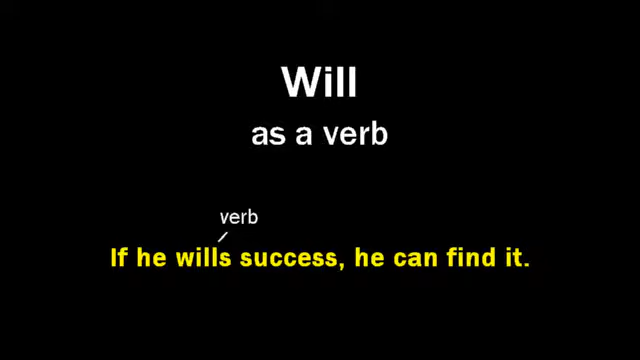 Will
as a verb
verb
If he wills success, he can find it.